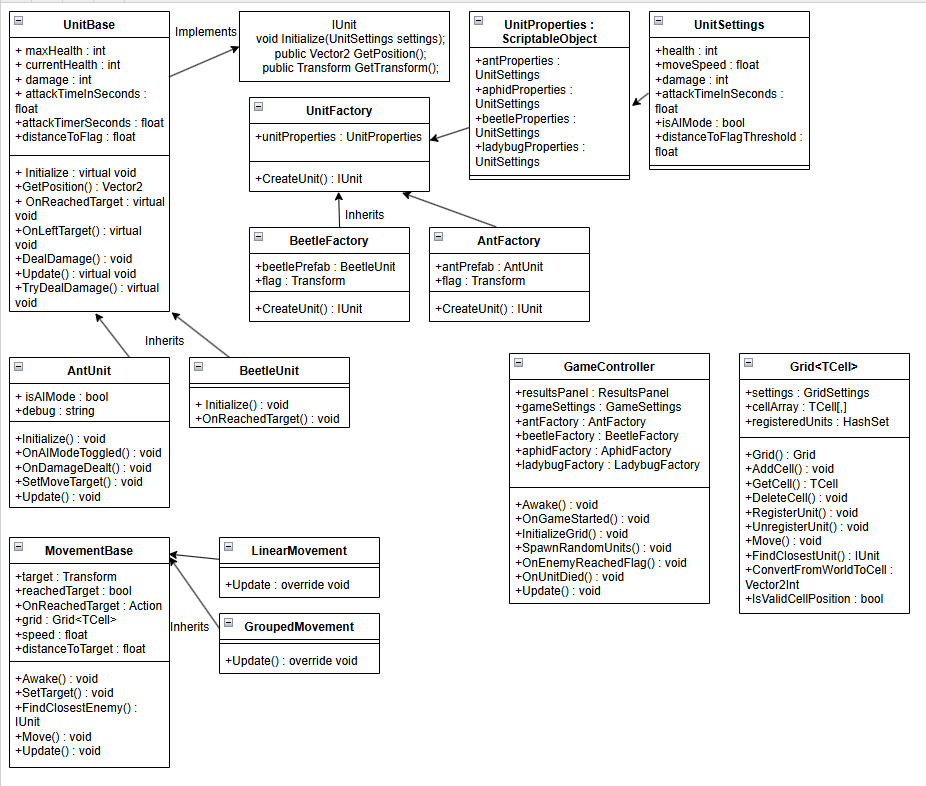 UnitBase
+ maxHealth : int
+ currentHealth : int
+ damage : int
+ attackTimeInSeconds :
float
+attackTimerSeconds : float
+distanceToFlag : float
+ Initialize : virtual void
+GetPosition() : Vector2
+ OnReachedTarget : virtual
void
+OnLeftTarget() : virtual
void
+DealDamage() : void
+Update() : virtual void
+TryDealDamage() : virtual
void
Implements
IUnit
void Initialize(UnitSettings settings);
public Vector2 GetPosition();
public Transform GetTransform();
UnitProperties :
ScriptableObject
+antProperties :
UnitSettings
+aphidProperties :
UnitSettings
+beetleProperties :
UnitSettings
+ladybugProperties :
UnitSettings
UnitSettings
+health : int
+moveSpeed : float
+damage : int
+attackTimeInSeconds :
float
+isAIMode : bool
+distanceToFlagThreshold :
float
UnitFactory
+unitProperties : UnitProperties
+CreateUnit() : IUnit
Inherits
BeetleFactory
+beetlePrefab : BeetleUnit
+flag : Transform
+CreateUnit() : IUnit
AntFactory
+antPrefab : AntUnit
+flag : Transform
+CreateUnit() : IUnit
Inherits
AntUnit
+ isAIMode : bool
+debug : string
+Initialize() : void
+OnAIModeToggled() : void
+OnDamageDealt() : void
+SetMoveTarget() : void
+Update() : void
BeetleUnit
+ Initialize() : void
+OnReachedTarget() : void
GameController
+resultsPanel : ResultsPanel
+gameSettings : GameSettings
+antFactory : AntFactory
+beetleFactory : BeetleFactory
+aphidFactory : AphidFactory
+ladybugFactory : LadybugFactory
+Awake() : void
+OnGameStarted() : void
+InitializeGrid() : void
+SpawnRandomUnits() : void
+OnEnemyReachedFlag() : void
+OnUnitDied() : void
+Update() : void
Grid<TCell>
+settings : GridSettings
+cellArray : TCell[,]
+registeredUnits : HashSet
+Grid() : Grid
+AddCell() : void
+GetCell() : TCell
+DeleteCell() : void
+RegisterUnit() : void
+UnregisterUnit() : void
+Move() : void
+FindClosestUnit() : IUnit
+ConvertFromWorldToCell :
Vector2Int
+IsValidCellPosition : bool
MovementBase
+target : Transform
+reachedTarget : bool
+OnReachedTarget : Action
+grid : Grid<TCell>
+speed : float
+distanceToTarget : float
+Awake() : void
+SetTarget() : void
+FindClosestEnemy() :
IUnit
+Move() : void
+Update() : void
LinearMovement
+Update : override void
Inherits
GroupedMovement
+Update() : override void